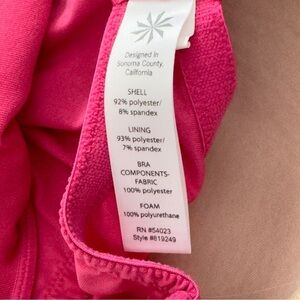 Designed in
Sonoma County,
California
SHELL
92% polyester/
8% spandex
LINING
93% polyester/
7% spandex
BRA
COMPONENTS-
FABRIC
100% polyester
FOAM
100% polyurethane
RN #54023
Style #819249